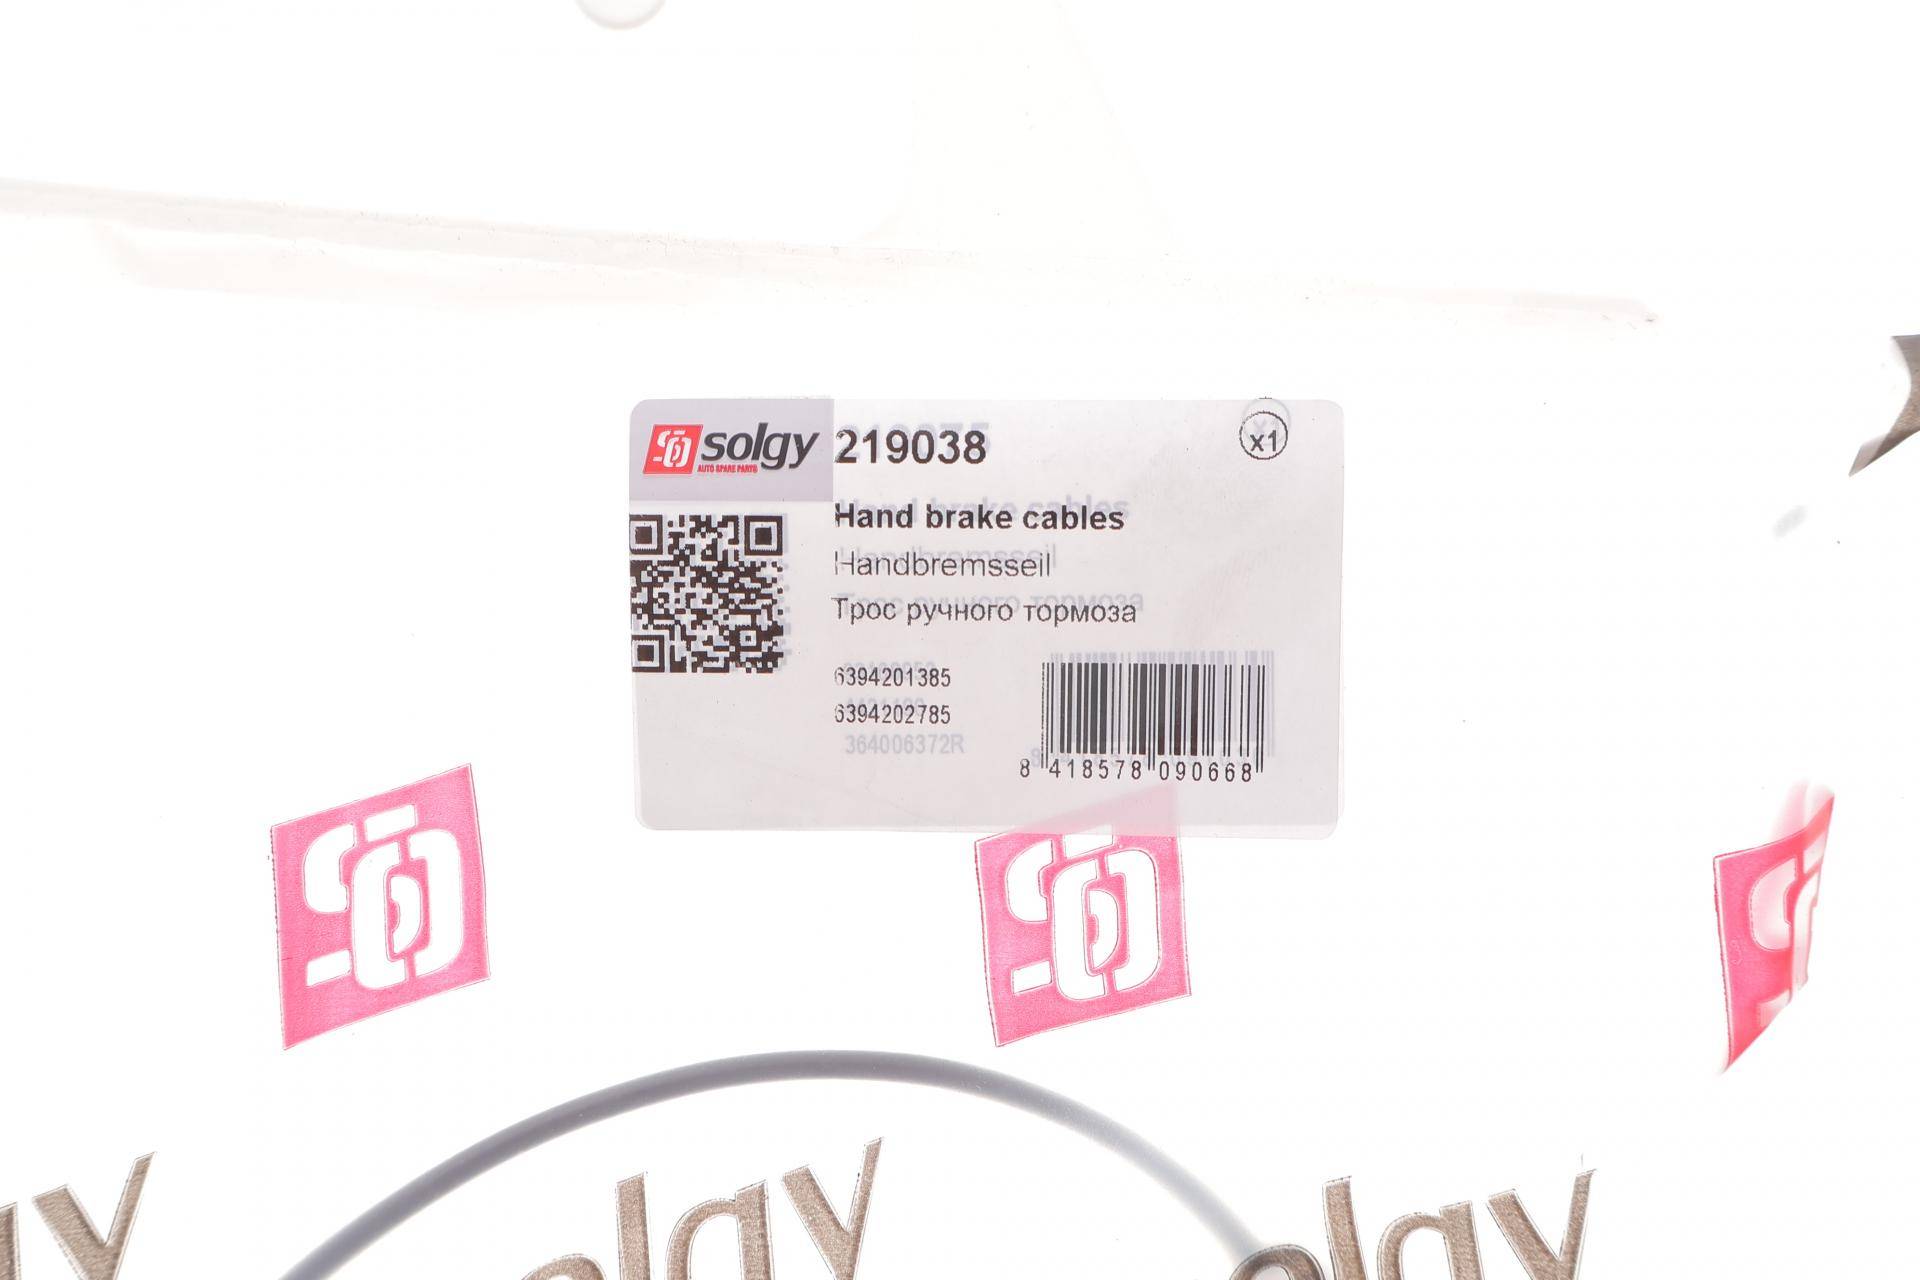 solgy
AUTO SPARE PARTS
219038
x1
Hand brake cables
Handbremsseil
Трос ручного тормоза
6394201385
6394202785
364006372R
8 418578 090668